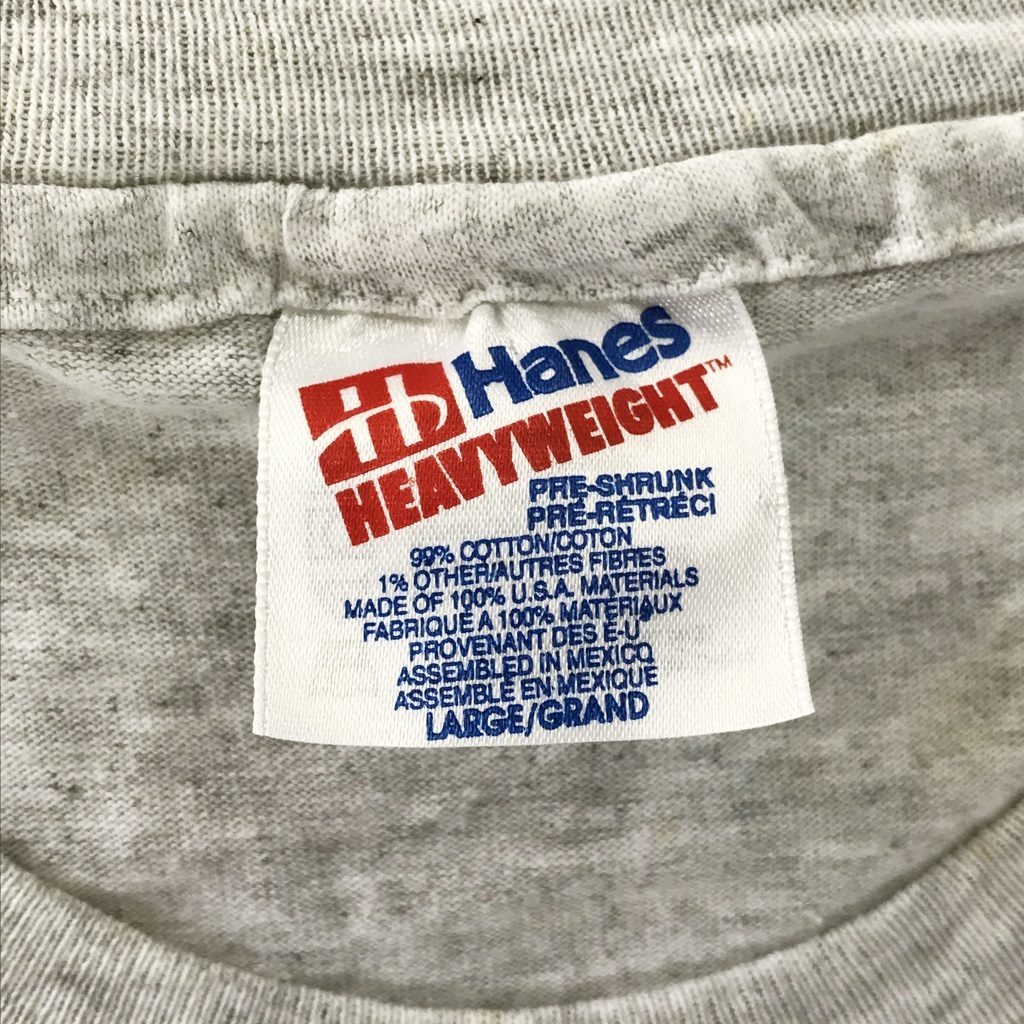 Hanes
HEAVYWEIGHT™
PRE-SHRUNK
PRÉ-RÉTRÉCI
99% COTTON/COTON
1% OTHER/AUTRES FIBRES
MADE OF 100% U.S.A. MATERIALS
FABRIQUÉ A 100% MATERIAUX
PROVENANT DES É-U
ASSEMBLED IN MEXICO
ASSEMBLÉ EN MEXIQUE
LARGE/GRAND